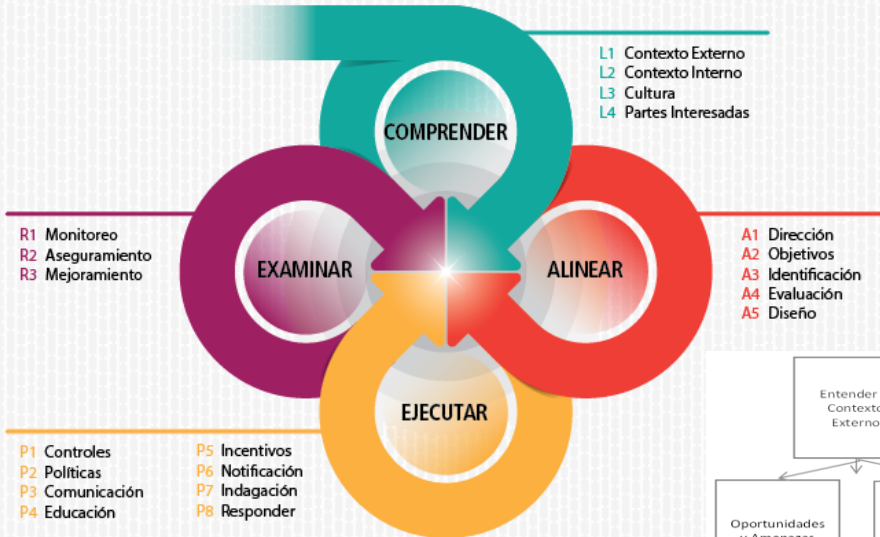 COMPRENDER
L1 Contexto Externo
L2 Contexto Interno
L3 Cultura
L4 Partes Interesadas
EXAMINAR
R1 Monitoreo
R2 Aseguramiento
R3 Mejoramiento
ALINEAR
A1 Dirección
A2 Objetivos
A3 Identificación
A4 Evaluación
A5 Diseño
EJECUTAR
P1 Controles
P2 Políticas
P3 Comunicación
P4 Educación
P5 Incentivos
P6 Notificación
P7 Indagación
P8 Responder
Entender
Contexto
Externo
Oportunidades
y Amenazas